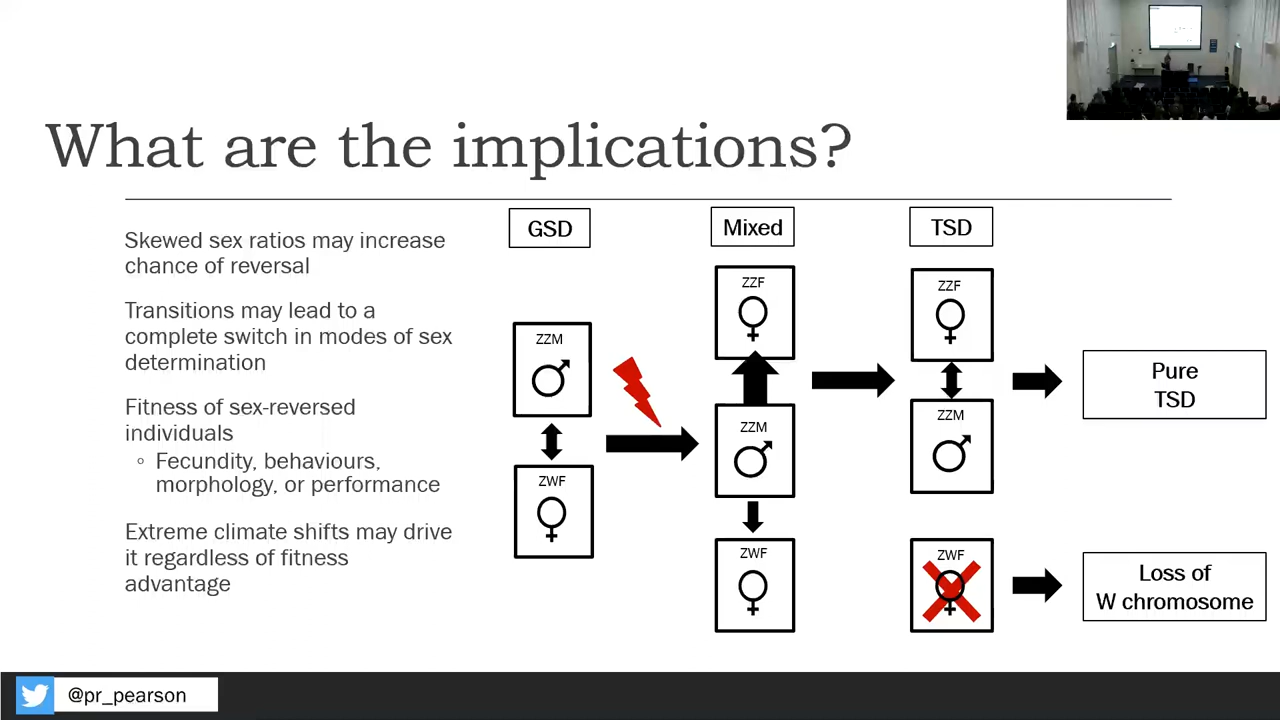 What are the implications?
Skewed sex ratios may increase
chance of reversal
Transitions may lead to a
complete switch in modes of sex
determination
Fitness of sex-reversed
individuals
◦ Fecundity, behaviours,
morphology, or performance
Extreme climate shifts may drive
it regardless of fitness
advantage
GSD
ZZM
ZWF
Mixed
ZZF
ZZM
ZWF
TSD
ZZF
ZZM
ZWF
Pure
TSD
Loss of
W chromosome
@pr_pearson